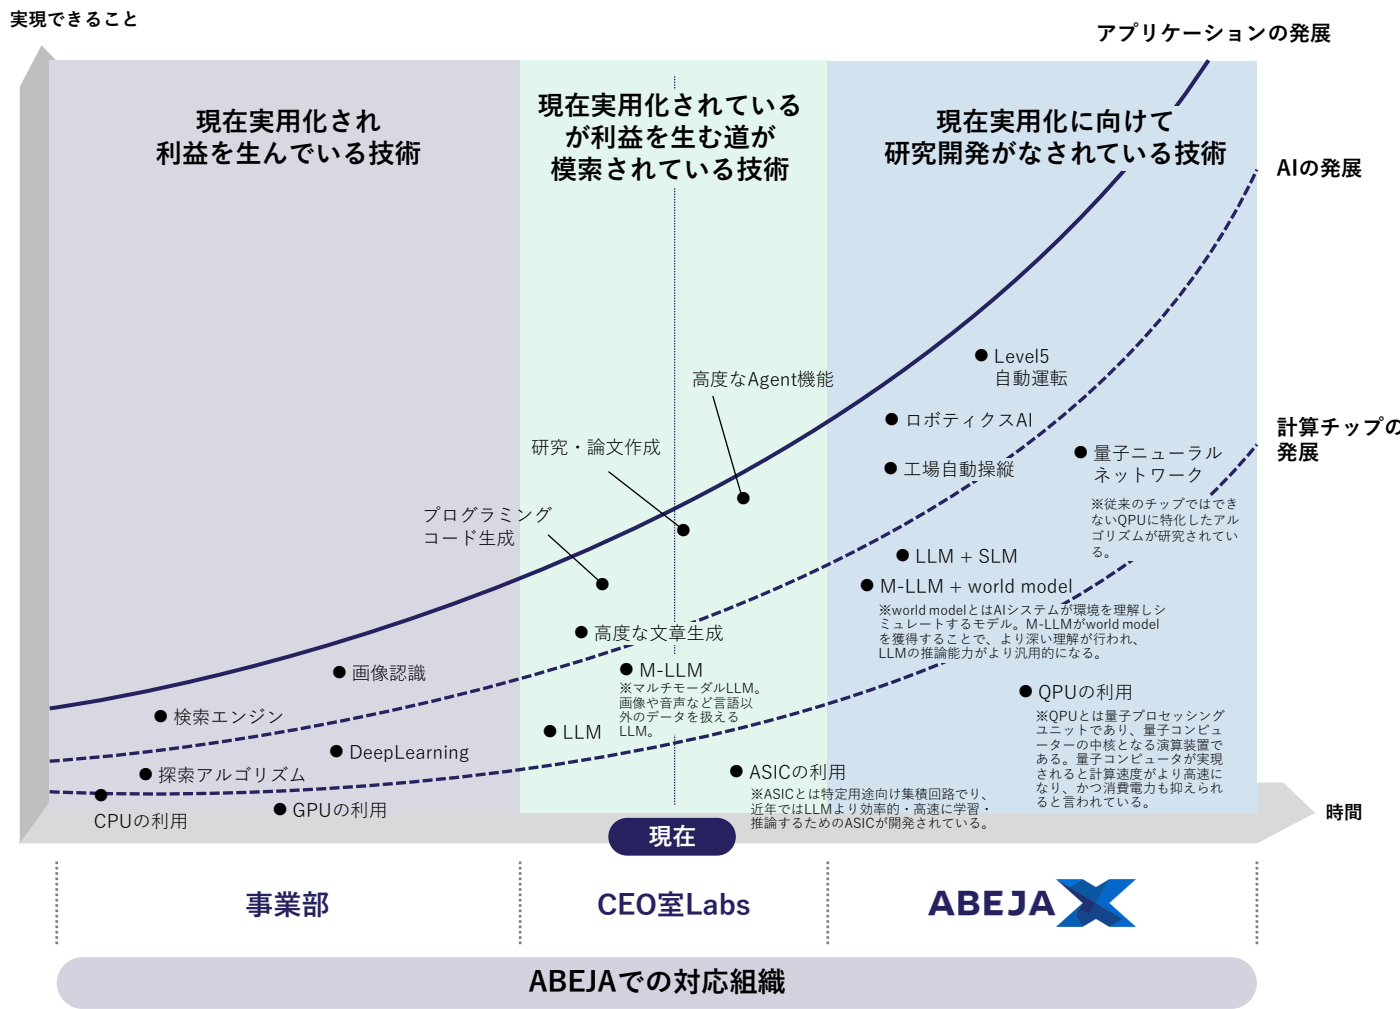 実現できること
アプリケーションの発展
現在実用化され
利益を生んでいる技術
現在実用化されている
が利益を生む道が
模索されている技術
現在実用化に向けて
研究開発がなされている技術
AIの発展
計算チップの
発展
Level5
自動運転
高度なAgent機能
ロボティクスAI
研究・論文作成
工場自動操縦
量子ニューラル
ネットワーク
※従来のチップではでき
ないQPUに特化したアル
ゴリズムが研究されてい
る。
プログラミング
コード生成
LLM + SLM
M-LLM + world model
※world modelとはAIシステムが環境を理解しシ
ミュレートするモデル。M-LLMがworld model
を獲得することで、より深い理解が行われ、
LLMの推論能力がより汎用的になる。
高度な文章生成
画像認識
M-LLM
※マルチモーダルLLM。
画像や音声など言語以
外のデータを扱える
LLM。
QPUの利用
※QPUとは量子プロセッシング
ユニットであり、量子コンピュ
ーターの中核となる演算装置で
ある。量子コンピュータが実現
されると計算速度がより高速に
なり、かつ消費電力も抑えられ
ると言われている。
検索エンジン
LLM
DeepLearning
探索アルゴリズム
ASICの利用
※ASICとは特定用途向け集積回路でり、
近年ではLLMより効率的・高速に学習・
推論するためのASICが開発されている。
CPUの利用
GPUの利用
時間
現在
事業部
CEO室Labs
ABEJA X
ABEJAでの対応組織